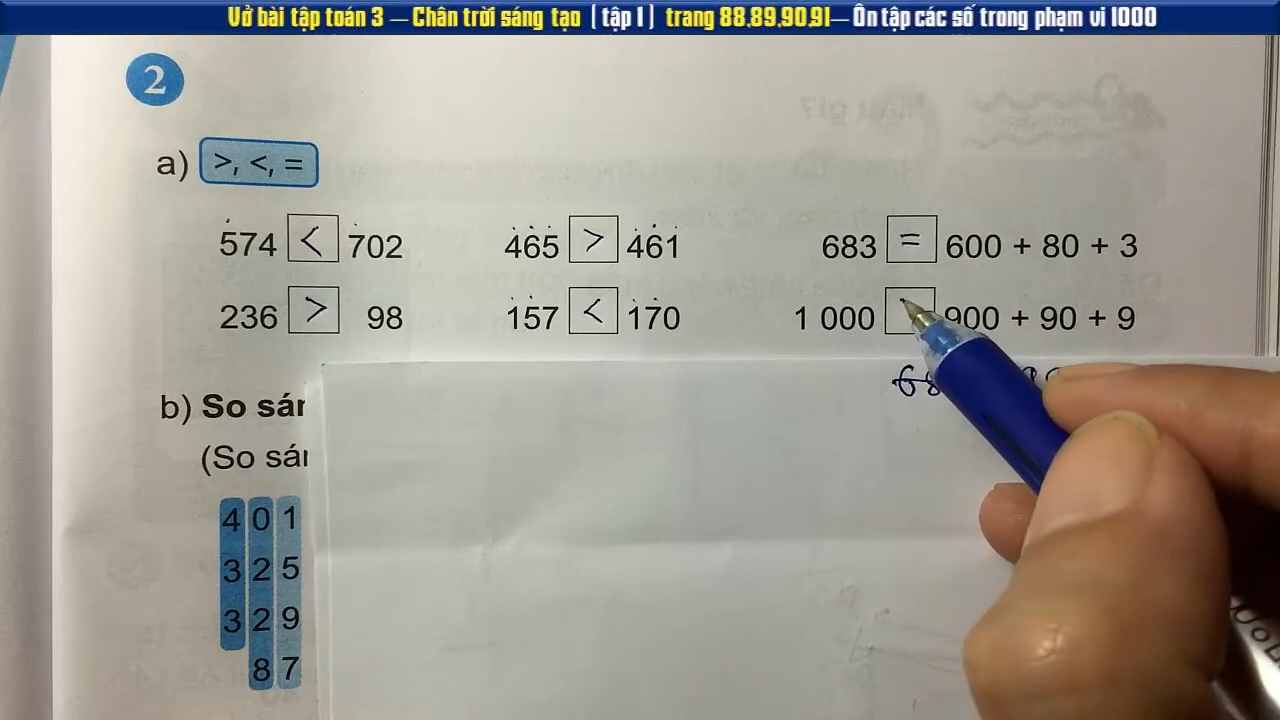 Vở bài tập toán 3 – Chân trời sáng tạo (tập 1) trang 88,89,90,91– Ôn tập các số trong phạm vi 1000
2
a) >, <, =
574 < 702 465 > 461 683 = 600 + 80 + 3
236 > 98 157 < 170 1 000 900 + 90 + 9
b) So sán
(So sán
4 0 1
3 2 5
3 2 9
8 7